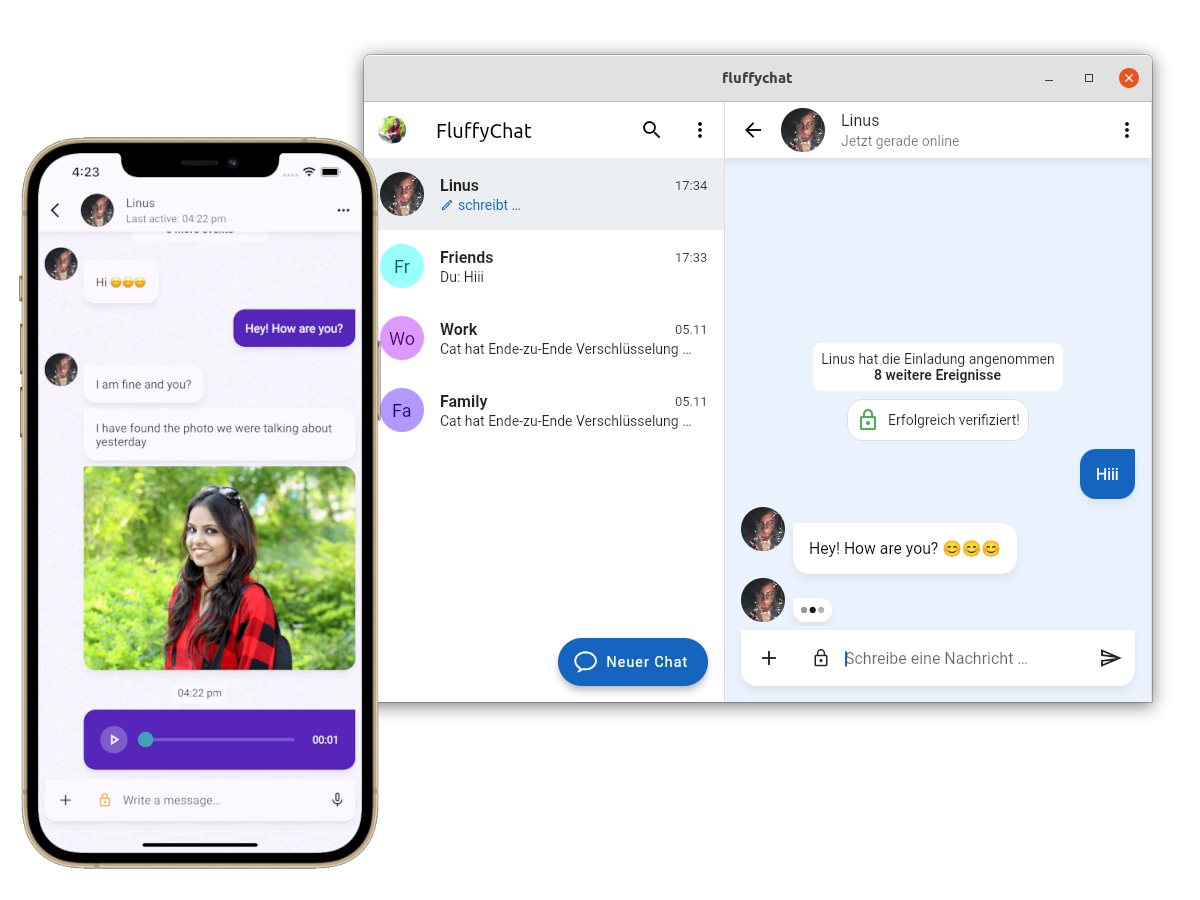 4:23
Linus
Last active: 04:22 pm
Hi 😊😊😊
Hey! How are you?
I am fine and you?
I have found the photo we were talking about
yesterday
04:22 pm
00:01
Write a message...
fluffychat
FluffyChat
Linus
17:34
schreibt ...
Friends
17:33
Du: Hiii
Work
05.11
Cat hat Ende-zu-Ende Verschlüsselung ...
Family
05.11
Cat hat Ende-zu-Ende Verschlüsselung ...
Neuer Chat
Linus
Jetzt gerade online
Linus hat die Einladung angenommen
8 weitere Ereignisse
Erfolgreich verifiziert!
Hiii
Hey! How are you? 😊😊😊
Schreibe eine Nachricht ...
Fr
Wo
Fa